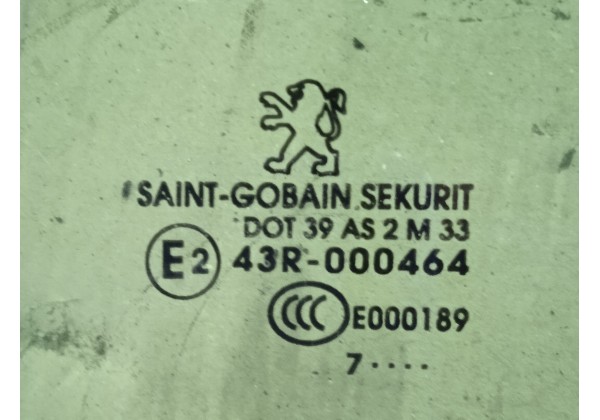 SAINT-GOBAIN SEKURIT
DOT 39 AS 2 M 33
E2 43R-000464
CCC E000189
7 ····